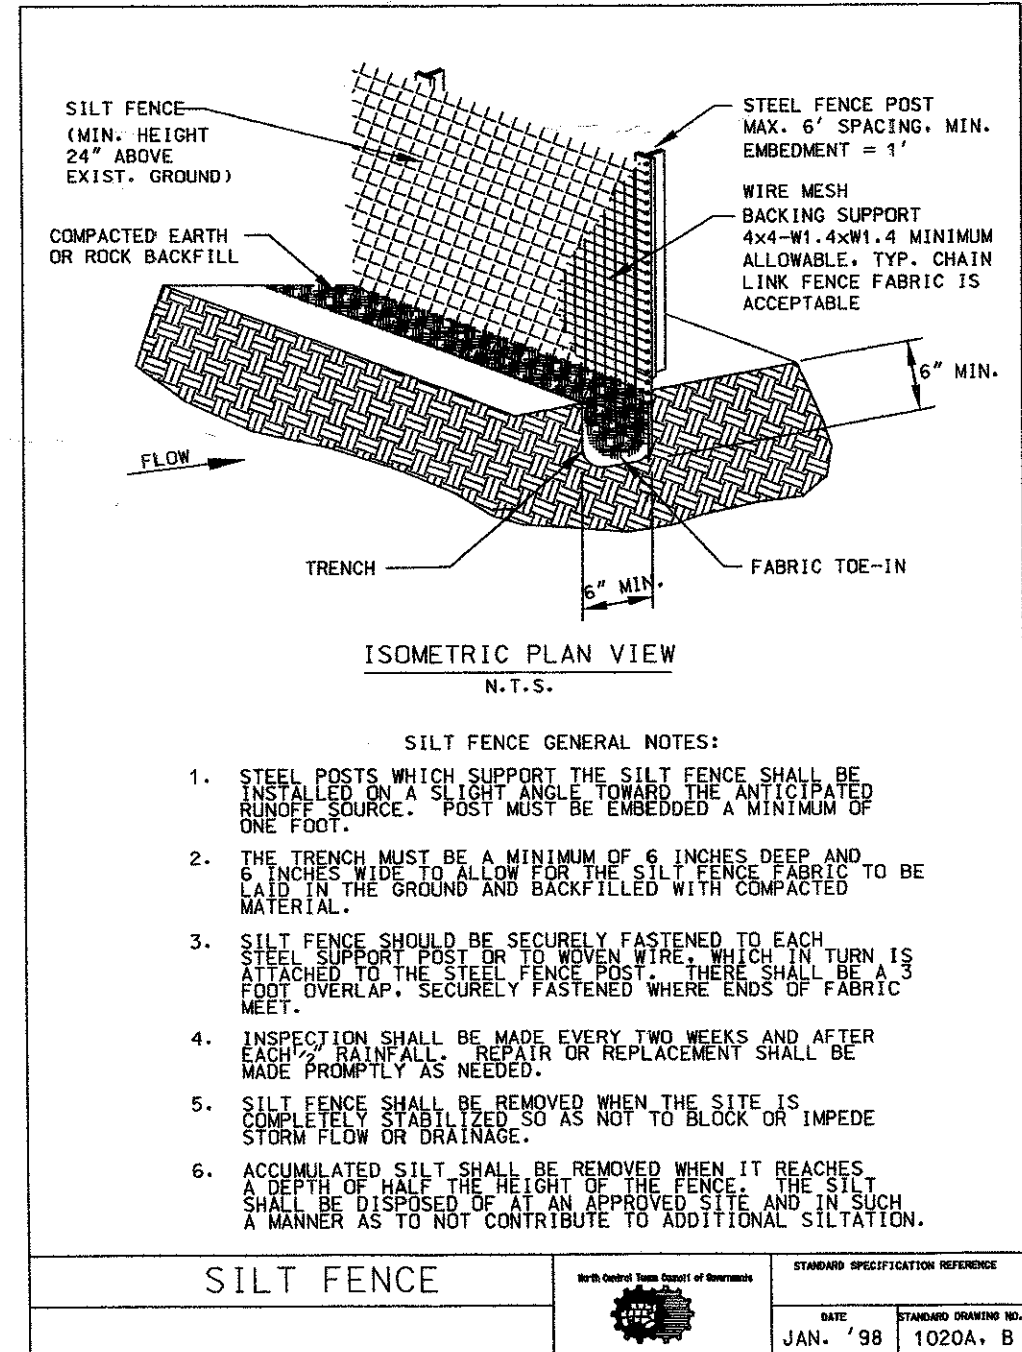 SILT FENCE
(MIN. HEIGHT
24" ABOVE
EXIST. GROUND)
COMPACTED EARTH
OR ROCK BACKFILL
STEEL FENCE POST
MAX. 6' SPACING, MIN.
EMBEDMENT = 1'
WIRE MESH
BACKING SUPPORT
4x4-W1.4xW1.4 MINIMUM
ALLOWABLE, TYP. CHAIN
LINK FENCE FABRIC IS
ACCEPTABLE
6" MIN.
FLOW
TRENCH
FABRIC TOE-IN
6" MIN.
ISOMETRIC PLAN VIEW
N.T.S.
SILT FENCE GENERAL NOTES:
1. STEEL POSTS WHICH SUPPORT THE SILT FENCE SHALL BE
INSTALLED ON A SLIGHT ANGLE TOWARD THE ANTICIPATED
RUNOFF SOURCE. POST MUST BE EMBEDDED A MINIMUM OF
ONE FOOT.
2. THE TRENCH MUST BE A MINIMUM OF 6 INCHES DEEP AND
6 INCHES WIDE TO ALLOW FOR THE SILT FENCE FABRIC TO BE
LAID IN THE GROUND AND BACKFILLED WITH COMPACTED
MATERIAL.
3. SILT FENCE SHOULD BE SECURELY FASTENED TO EACH
STEEL SUPPORT POST OR TO WOVEN WIRE, WHICH IN TURN IS
ATTACHED TO THE STEEL FENCE POST. THERE SHALL BE A 3
FOOT OVERLAP, SECURELY FASTENED WHERE ENDS OF FABRIC
MEET.
4. INSPECTION SHALL BE MADE EVERY TWO WEEKS AND AFTER
EACH 1/2" RAINFALL. REPAIR OR REPLACEMENT SHALL BE
MADE PROMPTLY AS NEEDED.
5. SILT FENCE SHALL BE REMOVED WHEN THE SITE IS
COMPLETELY STABILIZED SO AS NOT TO BLOCK OR IMPEDE
STORM FLOW OR DRAINAGE.
6. ACCUMULATED SILT SHALL BE REMOVED WHEN IT REACHES
A DEPTH OF HALF THE HEIGHT OF THE FENCE. THE SILT
SHALL BE DISPOSED OF AT AN APPROVED SITE AND IN SUCH
A MANNER AS TO NOT CONTRIBUTE TO ADDITIONAL SILTATION.
SILT FENCE
North Central Texas Council of Governments
STANDARD SPECIFICATION REFERENCE
DATE
JAN. '98
STANDARD DRAWING NO.
1020A, B